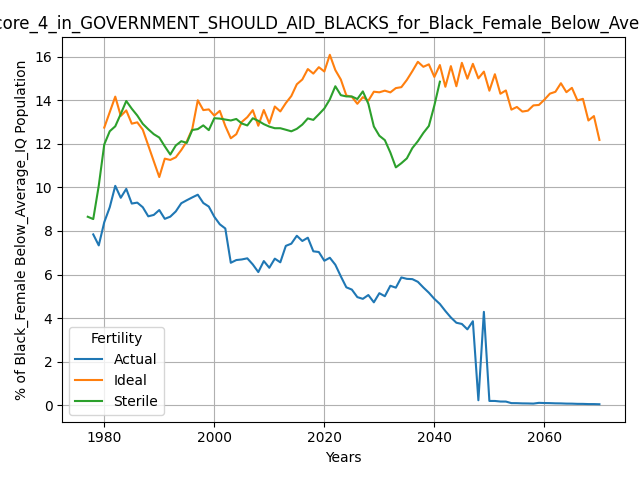 core_4_in_GOVERNMENT_SHOULD_AID_BLACKS_for_Black_Female_Below_Ave
% of Black_Female Below_Average_IQ Population
16
14
12
10
8
6
4
2
0
Fertility
Actual
Ideal
Sterile
1980 2000 2020 2040 2060
Years